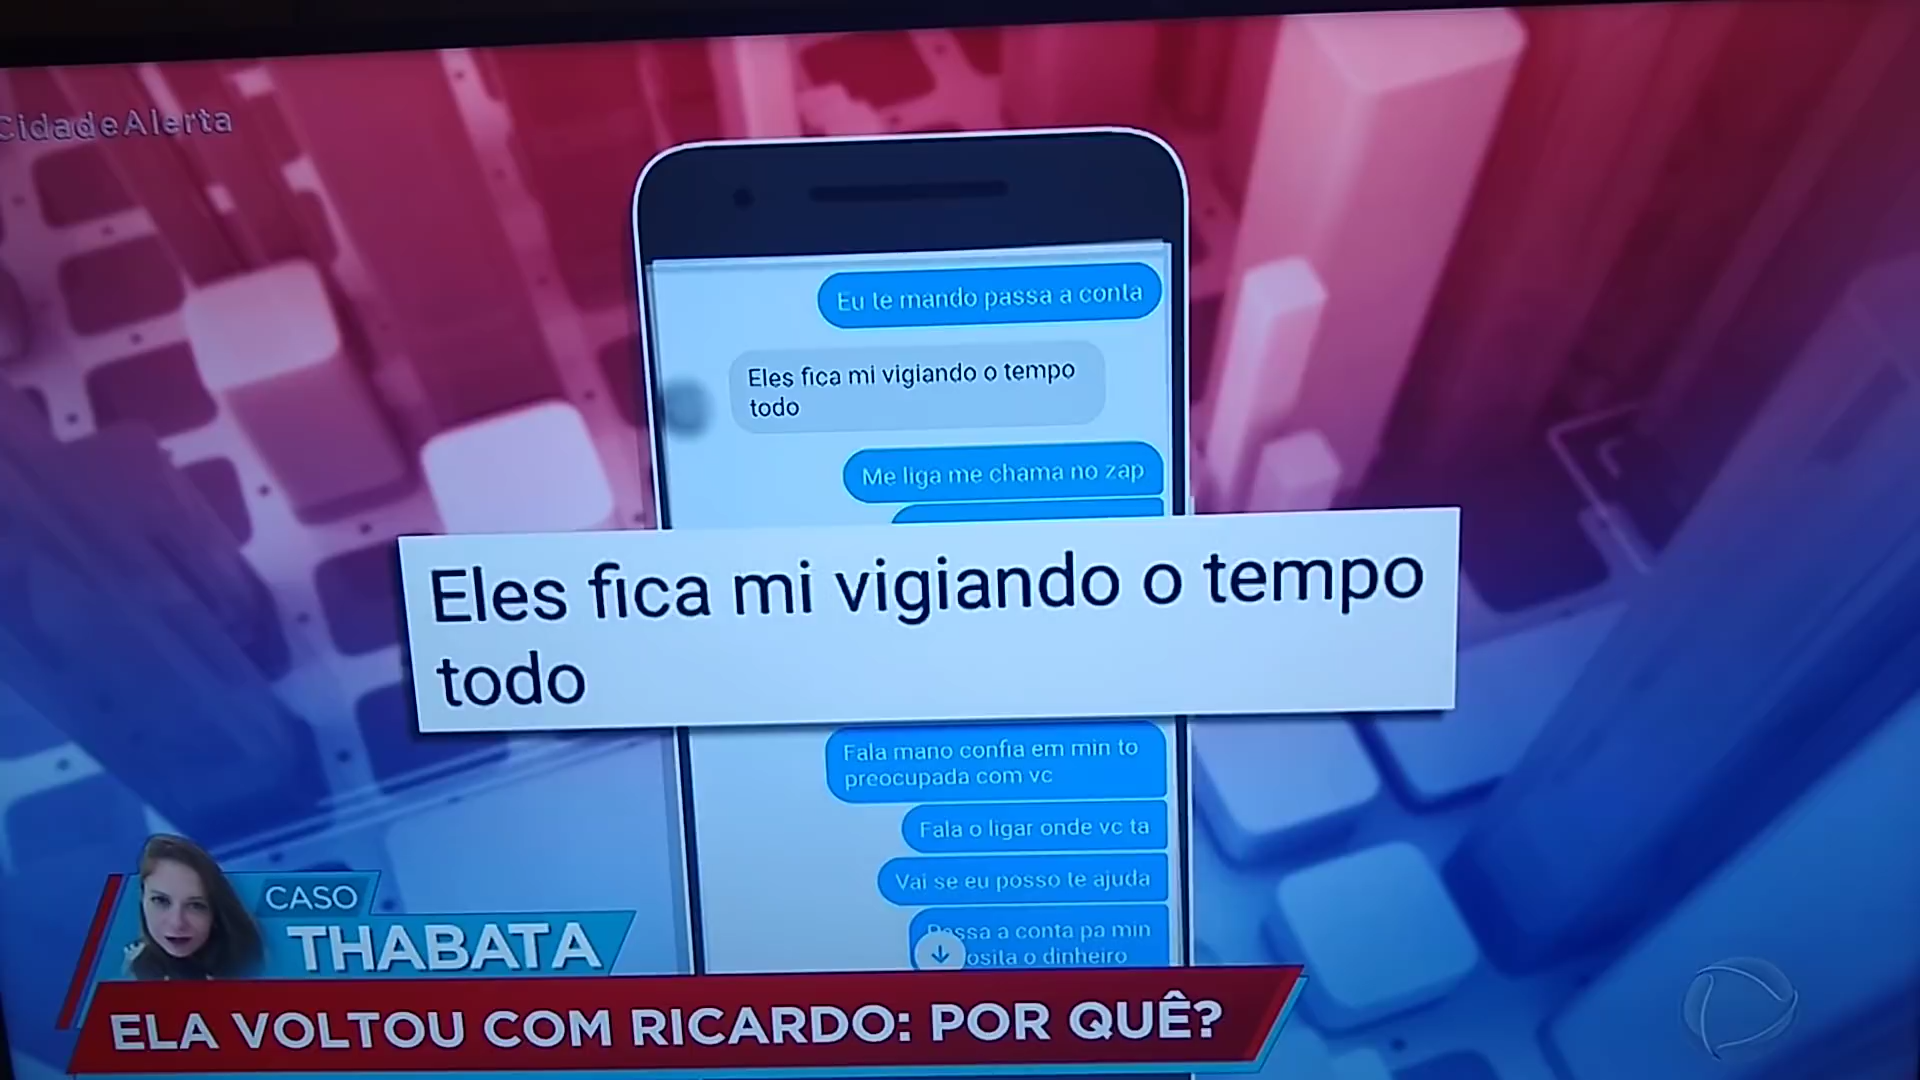 CidadeAlerta
Eu te mando passa a conta
Eles fica mi vigiando o tempo
todo
Me liga me chama no zap
Eles fica mi vigiando o tempo
todo
Fala mano confia em min to
preocupada com vc
Fala o ligar onde vc ta
Vai se eu posso te ajuda
Passa a conta pa min
osita o dinheiro
CASO
THABATA
ELA VOLTOU COM RICARDO: POR QUÊ?